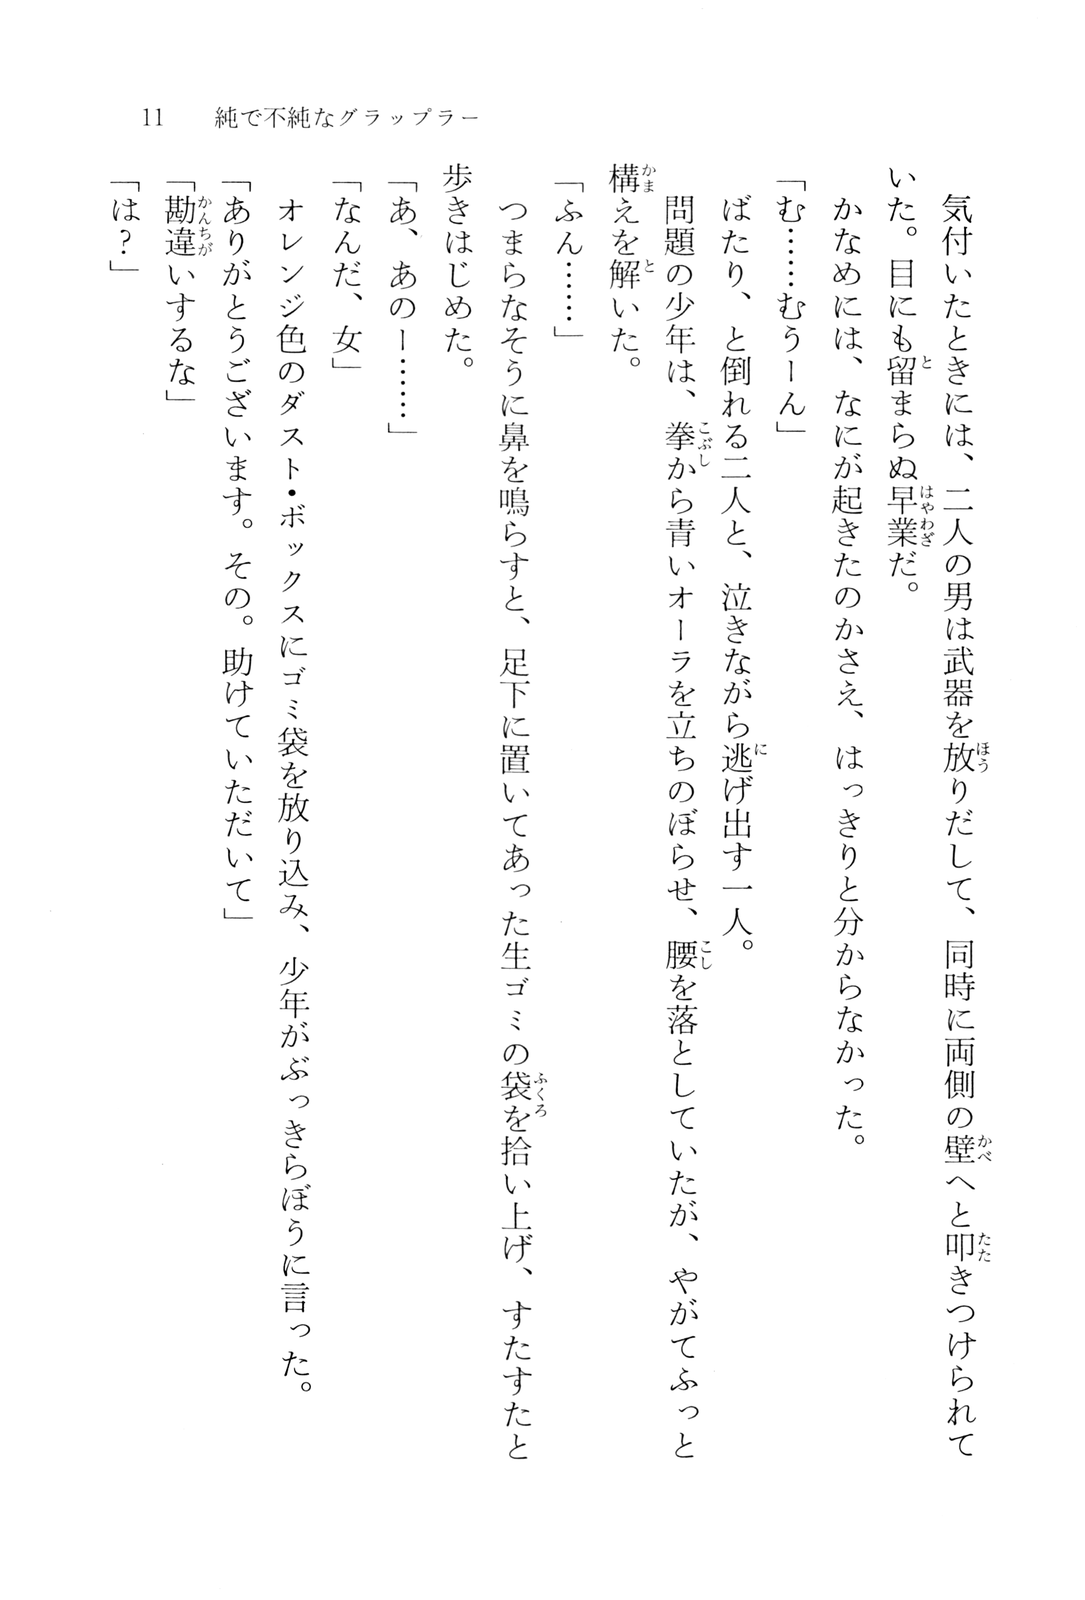 11　純で不純なグラップラー
　気付いたときには、二人の男は武器を放りだして、同時に両側の壁へと叩きつけられて
いた。目にも留まらぬ早業だ。
　かなめには、なにが起きたのかさえ、はっきりと分からなかった。
「む……むうーん」
　ばたり、と倒れる二人と、泣きながら逃げ出す一人。
　問題の少年は、拳から青いオーラを立ちのぼらせ、腰を落としていたが、やがてふっと
構えを解いた。
「ふん……」
　つまらなそうに鼻を鳴らすと、足下に置いてあった生ゴミの袋を拾い上げ、すたすたと
歩きはじめた。
「あ、あのー……」
「なんだ、女」
　オレンジ色のダスト・ボックスにゴミ袋を放り込み、少年がぶっきらぼうに言った。
「ありがとうございます。その。助けていただいて」
「勘違いするな」
「は？」